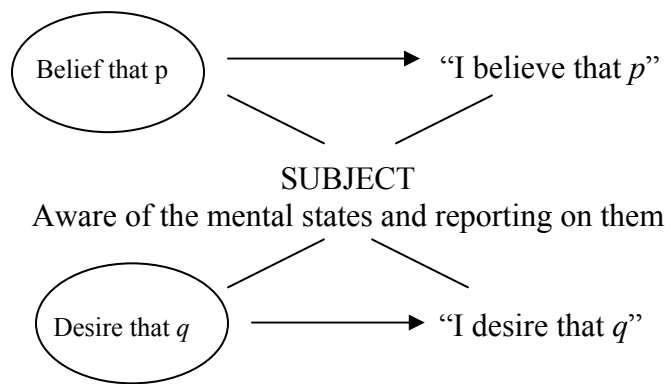 Belief that p
“I believe that p”
SUBJECT
Aware of the mental states and reporting on them
Desire that q
“I desire that q”